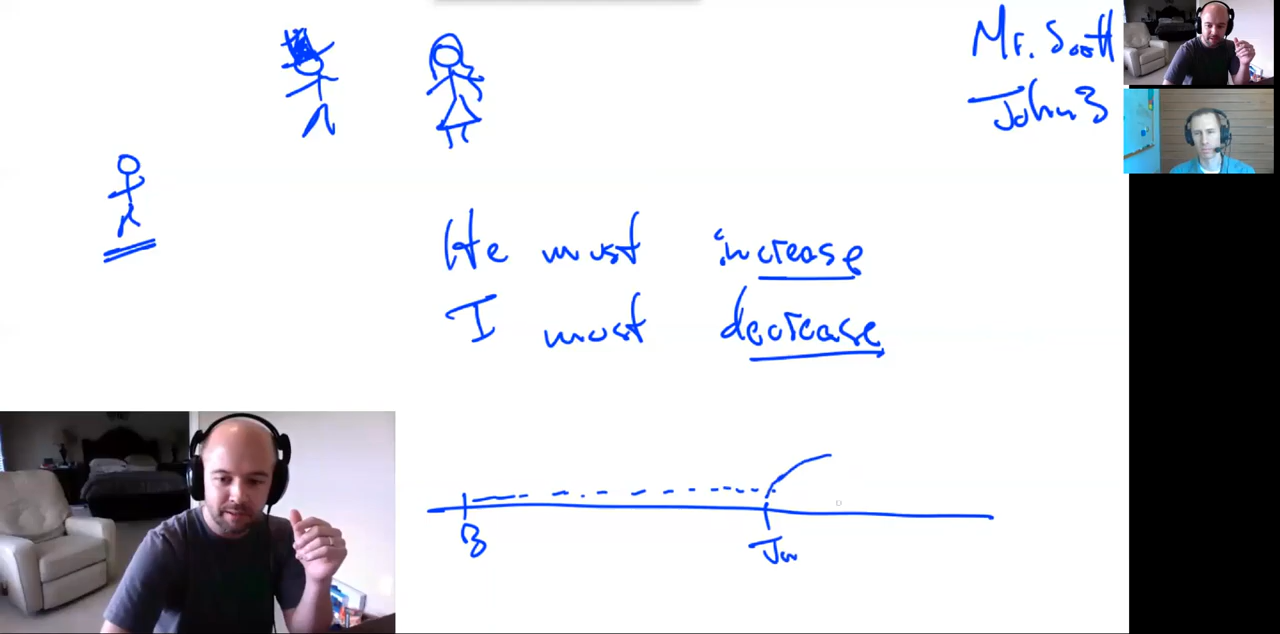 Mr. Scott
John 3
He must increase
I must decrease
B
Jn